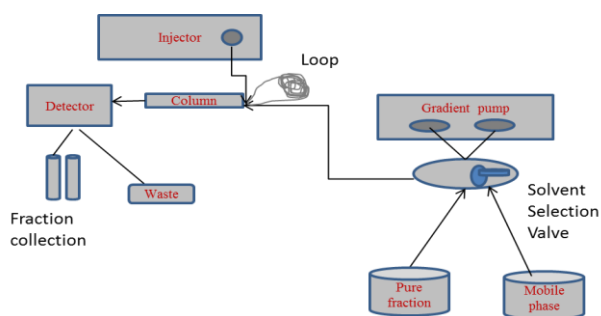 Injector
Loop
Detector
Column
Gradient pump
Waste
Fraction
collection
Solvent
Selection
Valve
Pure
fraction
Mobile
phase